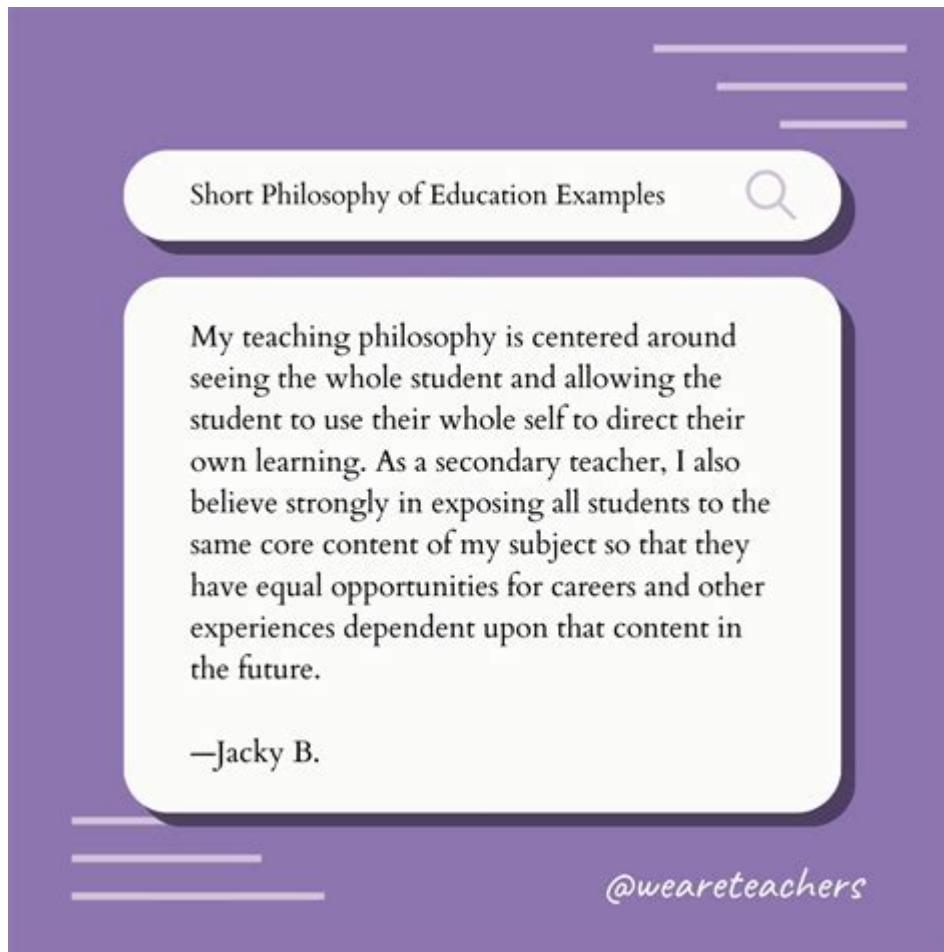 Short Philosophy of Education Examples
My teaching philosophy is centered around
seeing the whole student and allowing the
student to use their whole self to direct their
own learning. As a secondary teacher, I also
believe strongly in exposing all students to the
same core content of my subject so that they
have equal opportunities for careers and other
experiences dependent upon that content in
the future.
—Jacky B.
@weareteachers